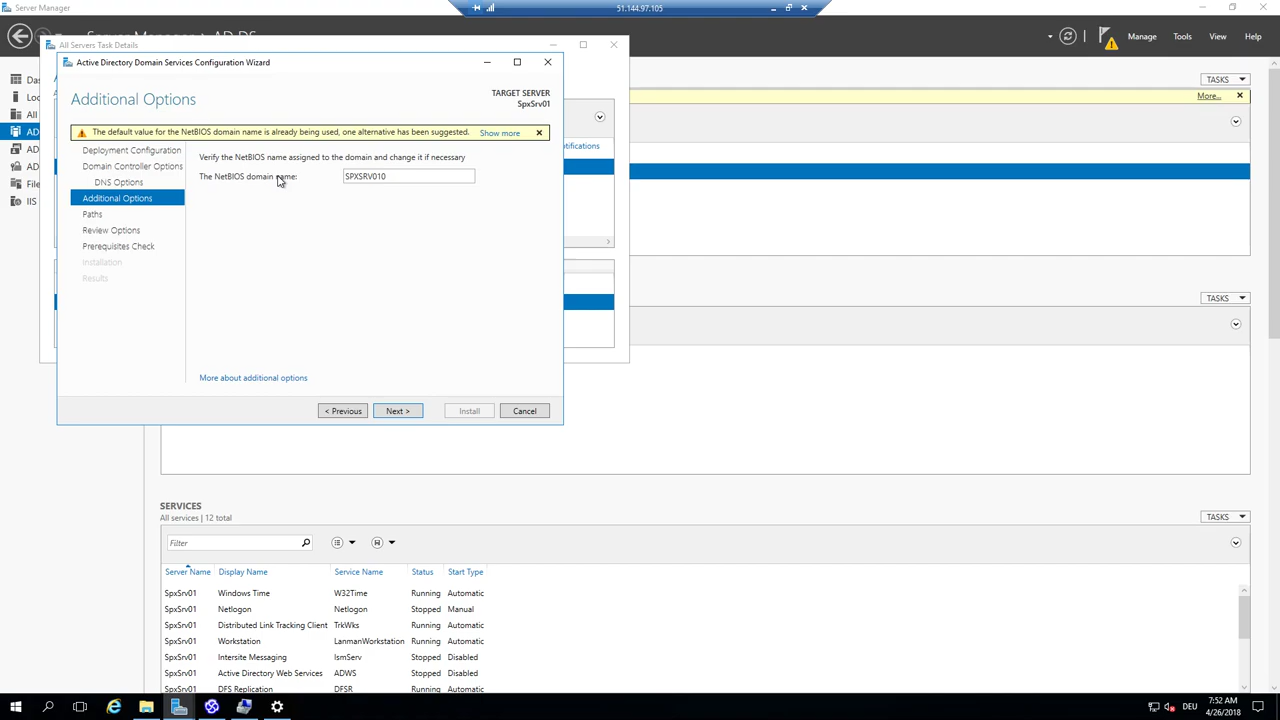 Server Manager
51.144.97.105
Manage
Tools
View
Help
All Servers Task Details
Active Directory Domain Services Configuration Wizard
Additional Options
TARGET SERVER
SpxSrv01
The default value for the NetBIOS domain name is already being used, one alternative has been suggested.
Show more
Deployment Configuration
Domain Controller Options
DNS Options
Additional Options
Paths
Review Options
Prerequisites Check
Installation
Results
Verify the NetBIOS name assigned to the domain and change it if necessary
The NetBIOS domain name:
SPXSRV010
More about additional options
< Previous
Next >
Install
Cancel
TASKS
More...
TASKS
SERVICES
All services | 12 total
TASKS
Filter
Server Name Display Name Service Name Status Start Type
SpxSrv01 Windows Time W32Time Running Automatic
SpxSrv01 Netlogon Netlogon Stopped Manual
SpxSrv01 Distributed Link Tracking Client TrkWks Running Automatic
SpxSrv01 Workstation LanmanWorkstation Running Automatic
SpxSrv01 Intersite Messaging IsmServ Stopped Disabled
SpxSrv01 Active Directory Web Services ADWS Stopped Disabled
SpxSrv01 DFS Replication DFSR Running Automatic
DEU
7:52 AM
4/26/2018